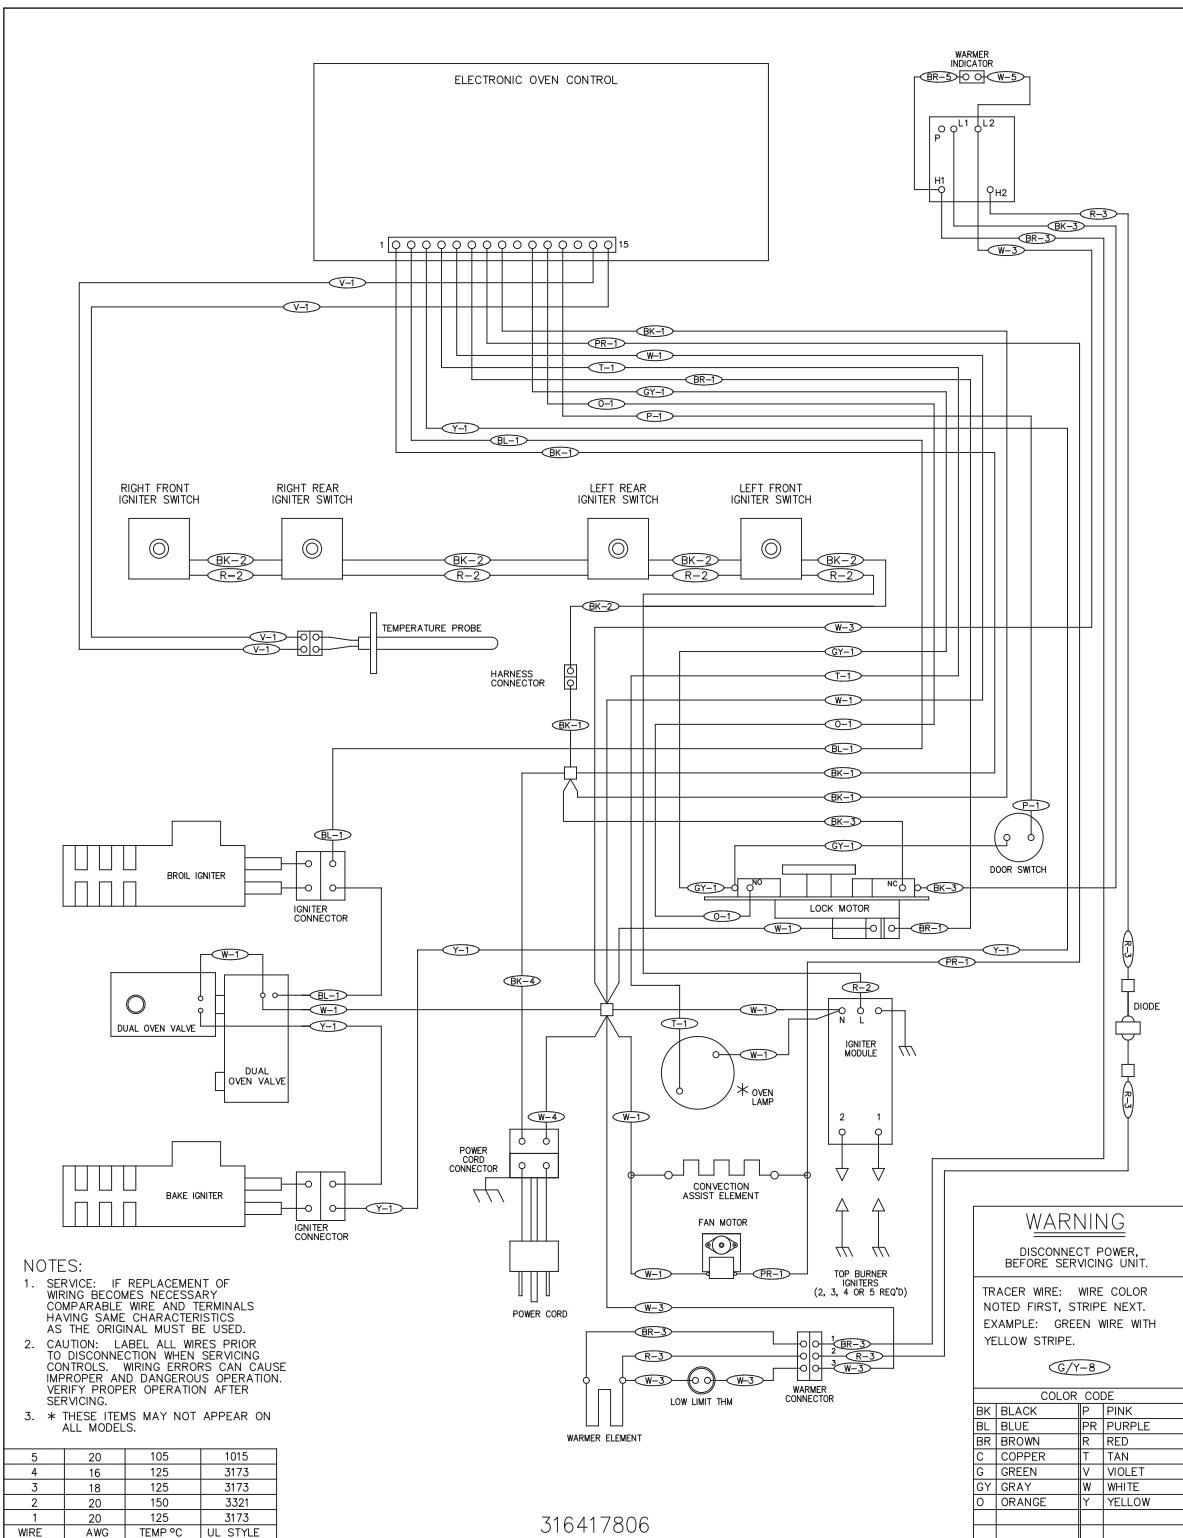 WARMER
INDICATOR
BR-5
W-5
ELECTRONIC OVEN CONTROL
P
L1
L2
H1
H2
R-3
BK-3
BR-3
W-3
1
15
V-1
V-1
BK-1
PR-1
W-1
T-1
BR-1
GY-1
O-1
P-1
Y-1
BL-1
BK-1
RIGHT FRONT
IGNITER SWITCH
RIGHT REAR
IGNITER SWITCH
LEFT REAR
IGNITER SWITCH
LEFT FRONT
IGNITER SWITCH
BK-2
BK-2
BK-2
BK-2
R-2
R-2
R-2
R-2
BK-2
V-1
V-1
TEMPERATURE PROBE
W-3
GY-1
T-1
W-1
O-1
BL-1
BK-1
BK-1
BK-3
GY-1
HARNESS
CONNECTOR
BK-1
P-1
DOOR SWITCH
BL-1
BROIL IGNITER
IGNITER
CONNECTOR
GY-1
NO
NC
BK-3
LOCK MOTOR
O-1
W-1
BR-1
Y-1
Y-1
PR-1
R-3
W-1
BL-1
W-1
Y-1
DUAL OVEN VALVE
DUAL
OVEN VALVE
BK-4
R-2
W-1
N
L
IGNITER
MODULE
T-1
W-1
* OVEN
LAMP
DIODE
R-3
2
1
W-4
W-1
POWER
CORD
CONNECTOR
BAKE IGNITER
IGNITER
CONNECTOR
Y-1
CONVECTION
ASSIST ELEMENT
FAN MOTOR
W-1
PR-1
TOP BURNER
IGNITERS
(2, 3, 4 OR 5 REQ'D)
POWER CORD
W-3
BR-3
R-3
W-3
W-3
LOW LIMIT THM
1
2
3
BR-3
R-3
W-3
WARMER
CONNECTOR
WARMER ELEMENT
NOTES:
1. SERVICE: IF REPLACEMENT OF
WIRING BECOMES NECESSARY
COMPARABLE WIRE AND TERMINALS
HAVING SAME CHARACTERISTICS
AS THE ORIGINAL MUST BE USED.
2. CAUTION: LABEL ALL WIRES PRIOR
TO DISCONNECTION WHEN SERVICING
CONTROLS. WIRING ERRORS CAN CAUSE
IMPROPER AND DANGEROUS OPERATION.
VERIFY PROPER OPERATION AFTER
SERVICING.
3. * THESE ITEMS MAY NOT APPEAR ON
ALL MODELS.
5 20 105 1015
4 16 125 3173
3 18 125 3173
2 20 150 3321
1 20 125 3173
WIRE AWG TEMP °C UL STYLE
316417806
WARNING
DISCONNECT POWER,
BEFORE SERVICING UNIT.
TRACER WIRE: WIRE COLOR
NOTED FIRST, STRIPE NEXT.
EXAMPLE: GREEN WIRE WITH
YELLOW STRIPE.
G/Y-8
COLOR CODE
BK BLACK P PINK
BL BLUE PR PURPLE
BR BROWN R RED
C COPPER T TAN
G GREEN V VIOLET
GY GRAY W WHITE
O ORANGE Y YELLOW